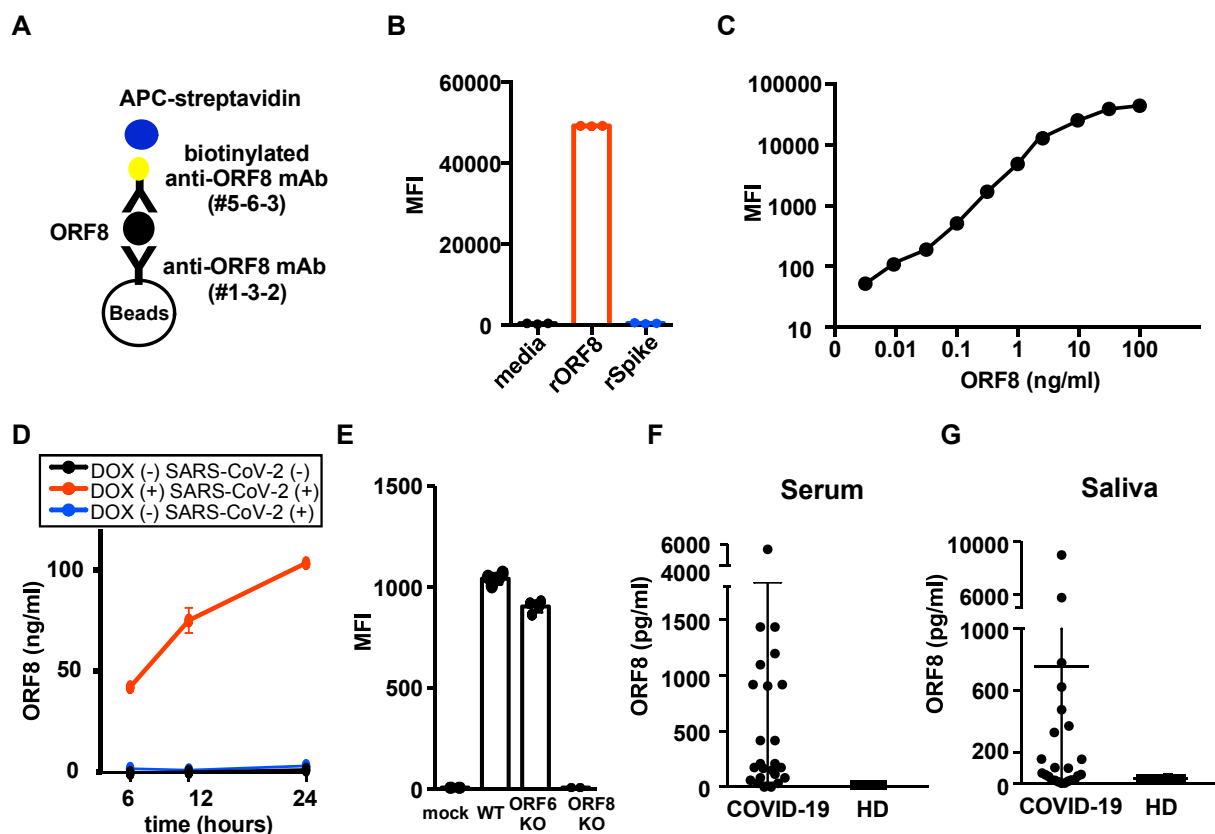 A
APC-streptavidin
biotinylated
anti-ORF8 mAb
(#5-6-3)
ORF8
anti-ORF8 mAb
(#1-3-2)
Beads
B
60000
40000
20000
0
MFI
media
rORF8
rSpike
C
100000
10000
1000
100
10
MFI
0
0.01
0.1
1
10
100
ORF8 (ng/ml)
D
DOX (-) SARS-CoV-2 (-)
DOX (+) SARS-CoV-2 (+)
DOX (-) SARS-CoV-2 (+)
100
50
0
ORF8 (ng/ml)
6
12
24
time (hours)
E
1500
1000
500
0
MFI
mock
WT
ORF6
KO
ORF8
KO
F
Serum
6000
4000
1500
1000
500
0
ORF8 (pg/ml)
COVID-19
HD
G
Saliva
10000
6000
1000
600
200
0
ORF8 (pg/ml)
COVID-19
HD